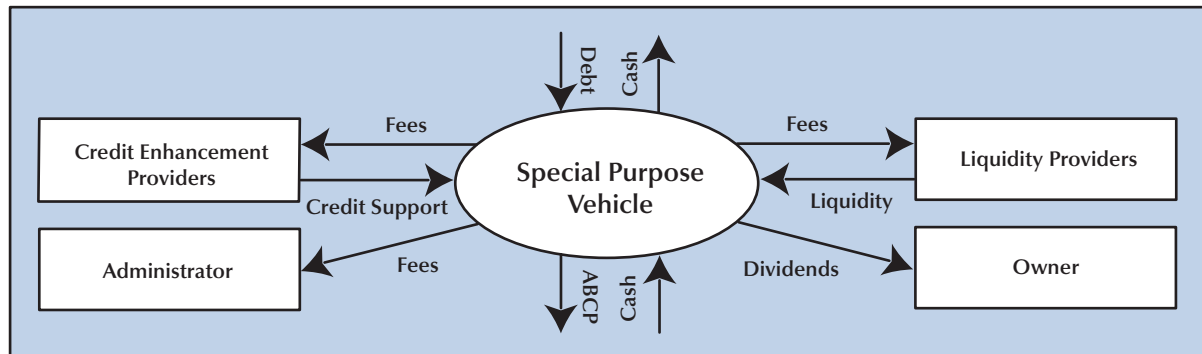 Debt
Cash
Fees
Fees
Credit Enhancement
Providers
Special Purpose
Vehicle
Liquidity Providers
Credit Support
Liquidity
Administrator
Fees
Dividends
Owner
ABCP
Cash